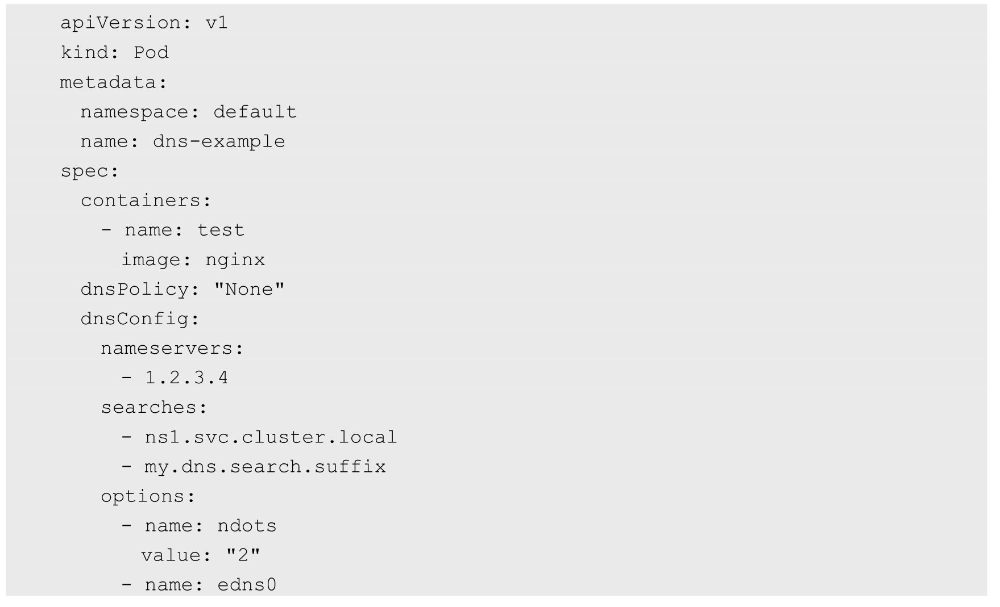 apiVersion: v1
kind: Pod
metadata:
  namespace: default
  name: dns-example
spec:
  containers:
    - name: test
      image: nginx
  dnsPolicy: "None"
  dnsConfig:
    nameservers:
      - 1.2.3.4
    searches:
      - ns1.svc.cluster.local
      - my.dns.search.suffix
    options:
      - name: ndots
        value: "2"
      - name: edns0